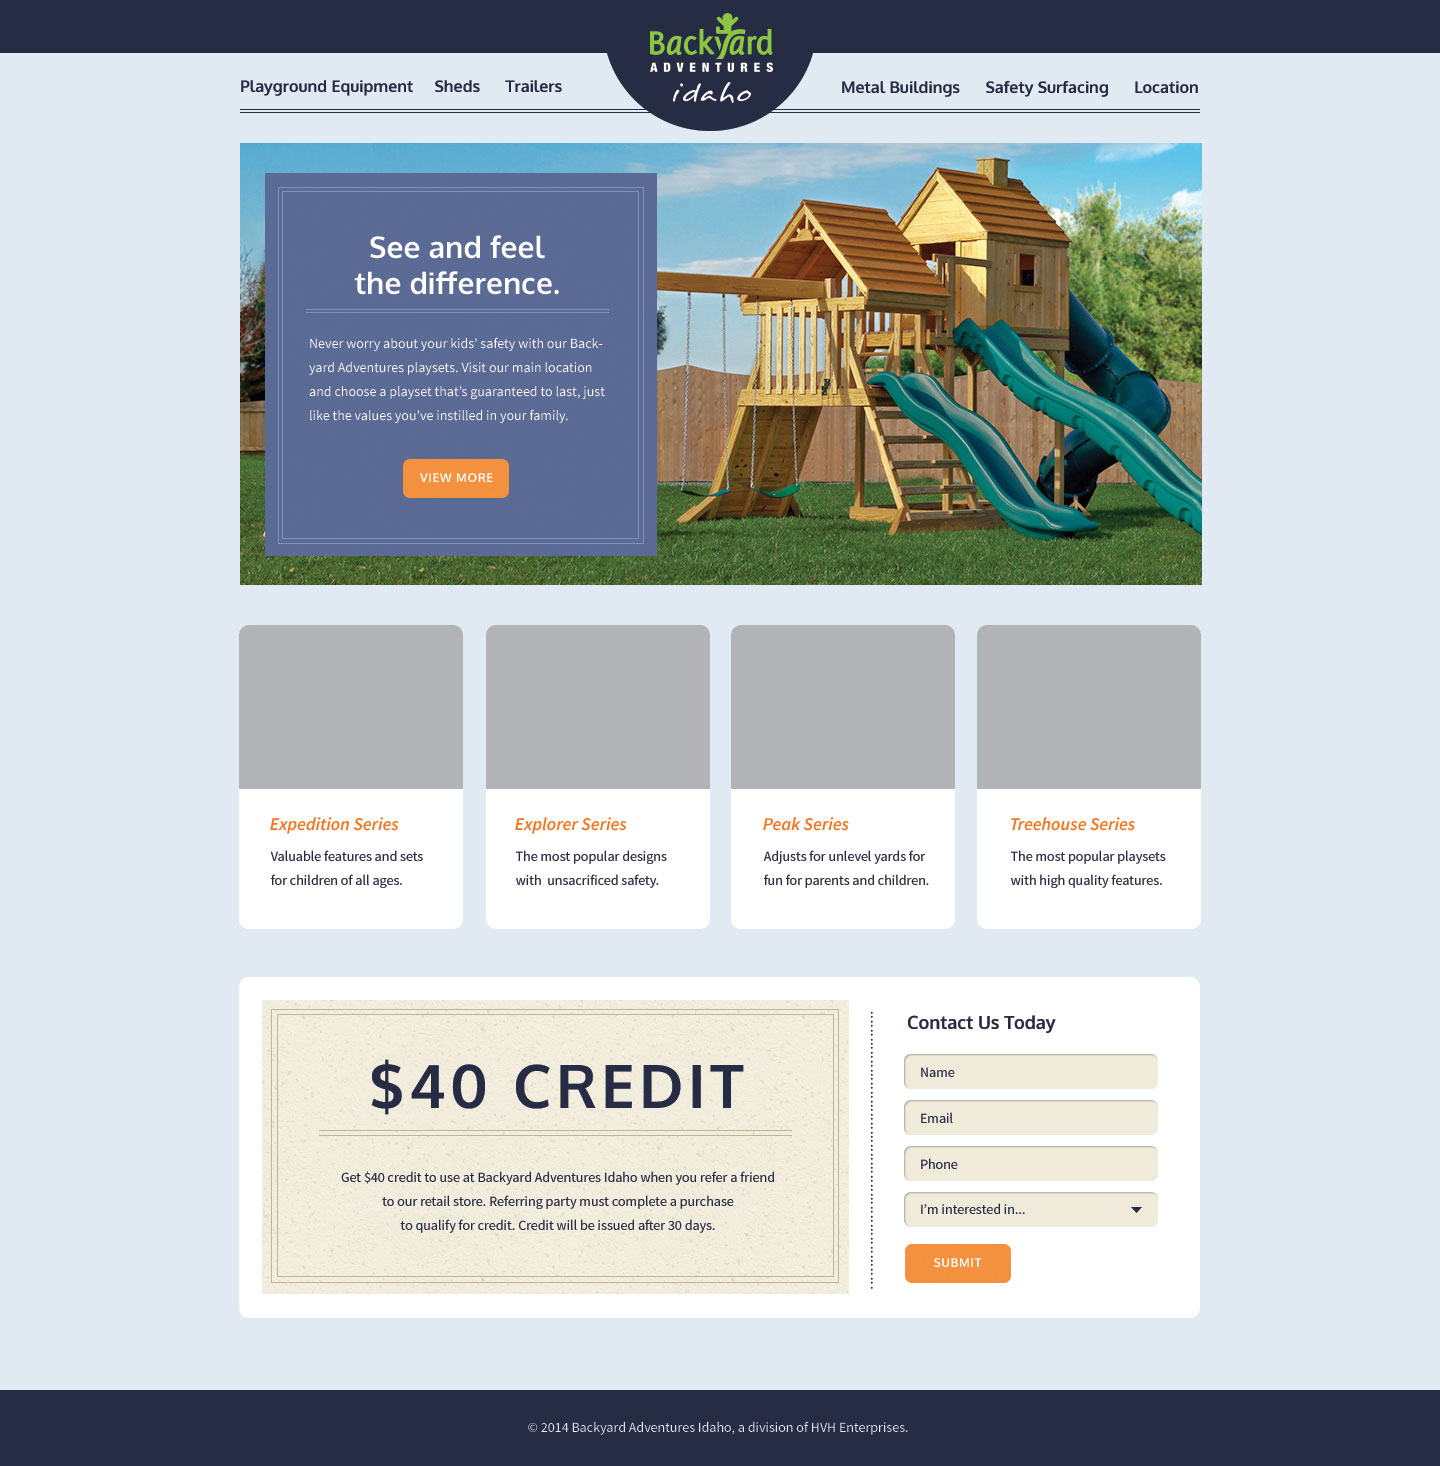 Backyard
ADVENTURES
idaho
Playground Equipment Sheds Trailers Metal Buildings Safety Surfacing Location
See and feel
the difference.
Never worry about your kids’ safety with our Back-
yard Adventures playsets. Visit our main location
and choose a playset that’s guaranteed to last, just
like the values you’ve instilled in your family.
VIEW MORE
Expedition Series
Valuable features and sets
for children of all ages.
Explorer Series
The most popular designs
with unsacrificed safety.
Peak Series
Adjusts for unlevel yards for
fun for parents and children.
Treehouse Series
The most popular playsets
with high quality features.
$40 CREDIT
Get $40 credit to use at Backyard Adventures Idaho when you refer a friend
to our retail store. Referring party must complete a purchase
to qualify for credit. Credit will be issued after 30 days.
Contact Us Today
Name
Email
Phone
I’m interested in...
SUBMIT
© 2014 Backyard Adventures Idaho, a division of HVH Enterprises.